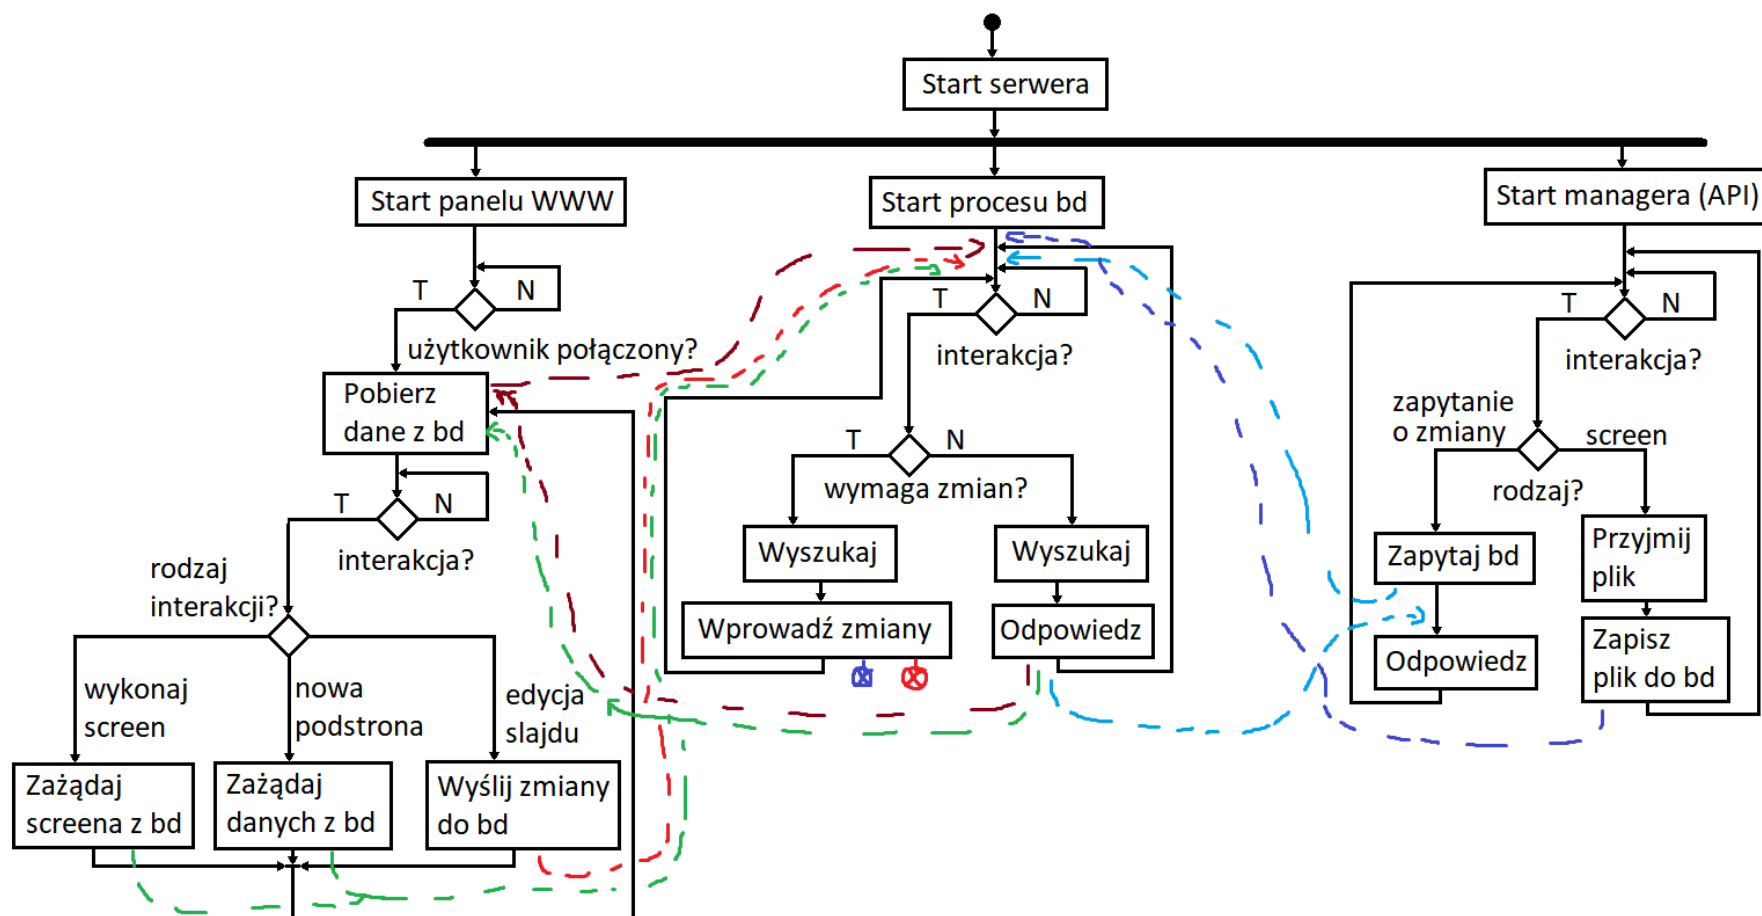 Start serwera
Start panelu WWW
T
N
użytkownik połączony?
Pobierz
dane z bd
T
N
interakcja?
rodzaj
interakcji?
wykonaj
screen
nowa
podstrona
edycja
slajdu
Zażądaj
screena z bd
Zażądaj
danych z bd
Wyślij zmiany
do bd
Start procesu bd
T
N
interakcja?
T
N
wymaga zmian?
Wyszukaj
Wprowadź zmiany
Wyszukaj
Odpowiedz
Start managera (API)
T
N
interakcja?
zapytanie
o zmiany
screen
rodzaj?
Zapytaj bd
Odpowiedz
Przyjmij
plik
Zapisz
plik do bd